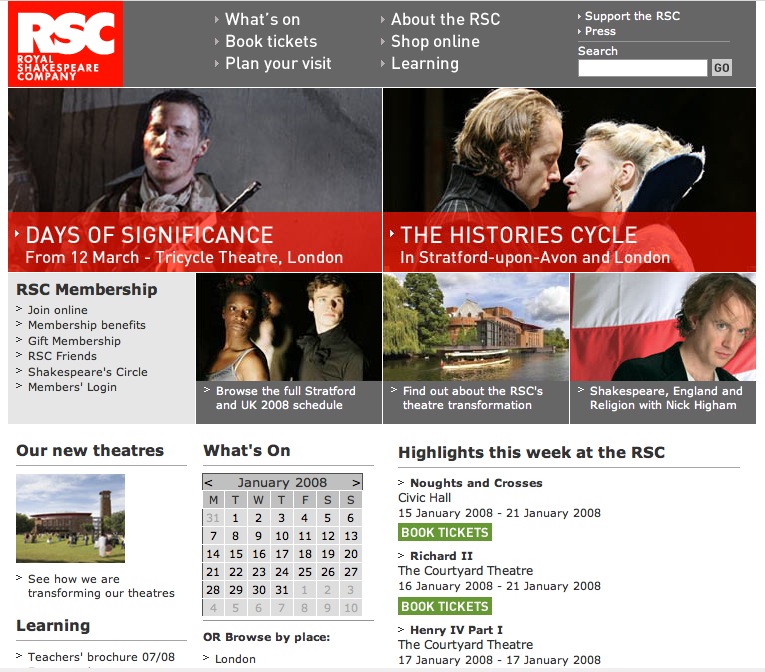 RSC
ROYAL
SHAKESPEARE
COMPANY
What's on
Book tickets
Plan your visit
About the RSC
Shop online
Learning
Support the RSC
Press
Search
GO
DAYS OF SIGNIFICANCE
From 12 March - Tricycle Theatre, London
THE HISTORIES CYCLE
In Stratford-upon-Avon and London
RSC Membership
> Join online
> Membership benefits
> Gift Membership
> RSC Friends
> Shakespeare's Circle
> Members' Login
> Browse the full Stratford
and UK 2008 schedule
> Find out about the RSC's
theatre transformation
> Shakespeare, England and
Religion with Nick Higham
Our new theatres
> See how we are
transforming our theatres
Learning
> Teachers' brochure 07/08
What's On
< January 2008 >
M T W T F S S
31 1 2 3 4 5 6
7 8 9 10 11 12 13
14 15 16 17 18 19 20
21 22 23 24 25 26 27
28 29 30 31 1 2 3
4 5 6 7 8 9 10
OR Browse by place:
> London
Highlights this week at the RSC
> Noughts and Crosses
Civic Hall
15 January 2008 - 21 January 2008
BOOK TICKETS
> Richard II
The Courtyard Theatre
16 January 2008 - 21 January 2008
BOOK TICKETS
> Henry IV Part I
The Courtyard Theatre
17 January 2008 - 17 January 2008